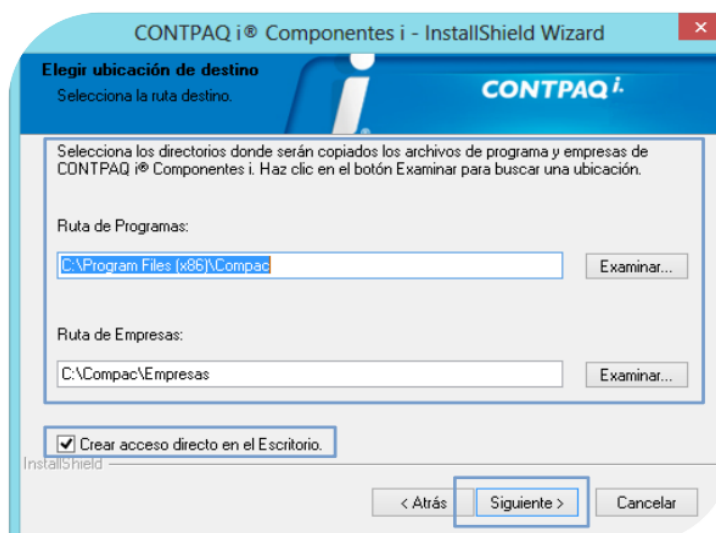 CONTPAQ i® Componentes i - InstallShield Wizard
Elegir ubicación de destino
Selecciona la ruta destino.
CONTPAQ i.
Selecciona los directorios donde serán copiados los archivos de programa y empresas de
CONTPAQ i® Componentes i. Haz clic en el botón Examinar para buscar una ubicación.
Ruta de Programas:
C:\Program Files (x86)\Compac
Examinar...
Ruta de Empresas:
C:\Compac\Empresas
Examinar...
Crear acceso directo en el Escritorio.
InstallShield
< Atrás
Siguiente >
Cancelar